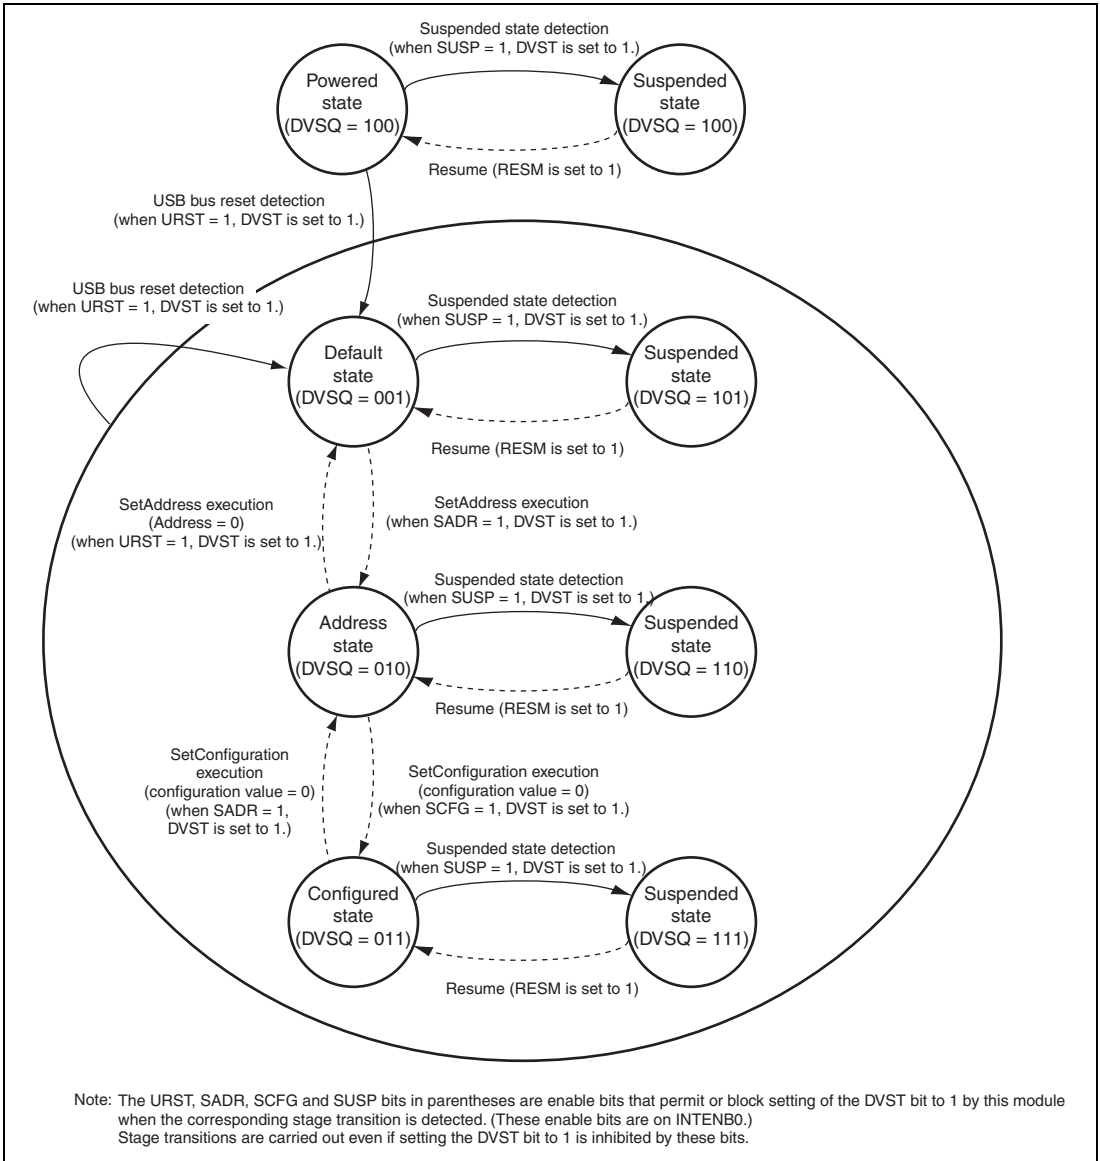 Suspended state detection
(when SUSP = 1, DVST is set to 1.)
Powered
state
(DVSQ = 100)
Suspended
state
(DVSQ = 100)
Resume (RESM is set to 1)
USB bus reset detection
(when URST = 1, DVST is set to 1.)
USB bus reset detection
(when URST = 1, DVST is set to 1.)
Suspended state detection
(when SUSP = 1, DVST is set to 1.)
Default
state
(DVSQ = 001)
Suspended
state
(DVSQ = 101)
Resume (RESM is set to 1)
SetAddress execution
(Address = 0)
(when URST = 1, DVST is set to 1.)
SetAddress execution
(when SADR = 1, DVST is set to 1.)
Suspended state detection
(when SUSP = 1, DVST is set to 1.)
Address
state
(DVSQ = 010)
Suspended
state
(DVSQ = 110)
Resume (RESM is set to 1)
SetConfiguration
execution
(configuration value = 0)
(when SADR = 1,
DVST is set to 1.)
SetConfiguration execution
(configuration value = 0)
(when SCFG = 1, DVST is set to 1.)
Suspended state detection
(when SUSP = 1, DVST is set to 1.)
Configured
state
(DVSQ = 011)
Suspended
state
(DVSQ = 111)
Resume (RESM is set to 1)
Note: The URST, SADR, SCFG and SUSP bits in parentheses are enable bits that permit or block setting of the DVST bit to 1 by this module
when the corresponding stage transition is detected. (These enable bits are on INTENB0.)
Stage transitions are carried out even if setting the DVST bit to 1 is inhibited by these bits.